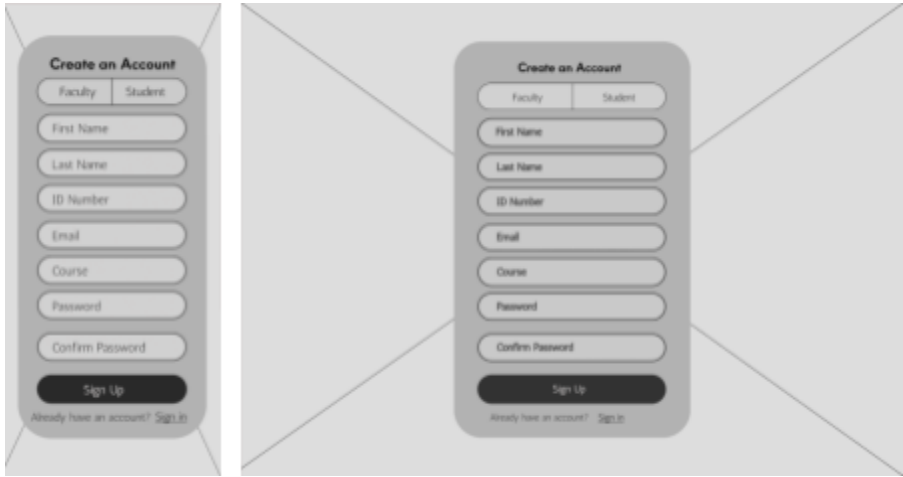 Create an Account
Faculty Student
First Name
Last Name
ID Number
Email
Course
Password
Confirm Password
Sign Up
Already have an account? Sign in
Create an Account
Faculty Student
First Name
Last Name
ID Number
Email
Course
Password
Confirm Password
Sign Up
Already have an account? Sign in